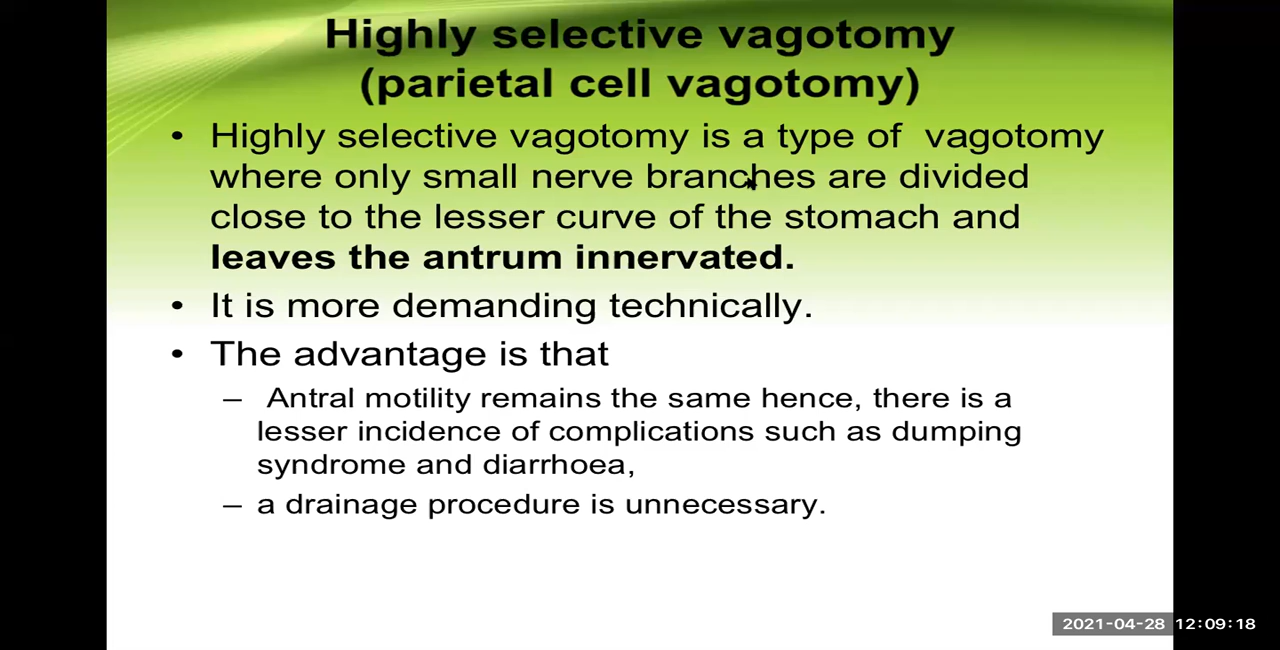 Highly selective vagotomy
(parietal cell vagotomy)
• Highly selective vagotomy is a type of  vagotomy
where only small nerve branches are divided
close to the lesser curve of the stomach and
leaves the antrum innervated.
• It is more demanding technically.
• The advantage is that
– Antral motility remains the same hence, there is a
lesser incidence of complications such as dumping
syndrome and diarrhoea,
– a drainage procedure is unnecessary.
2021-04-28 12:09:18